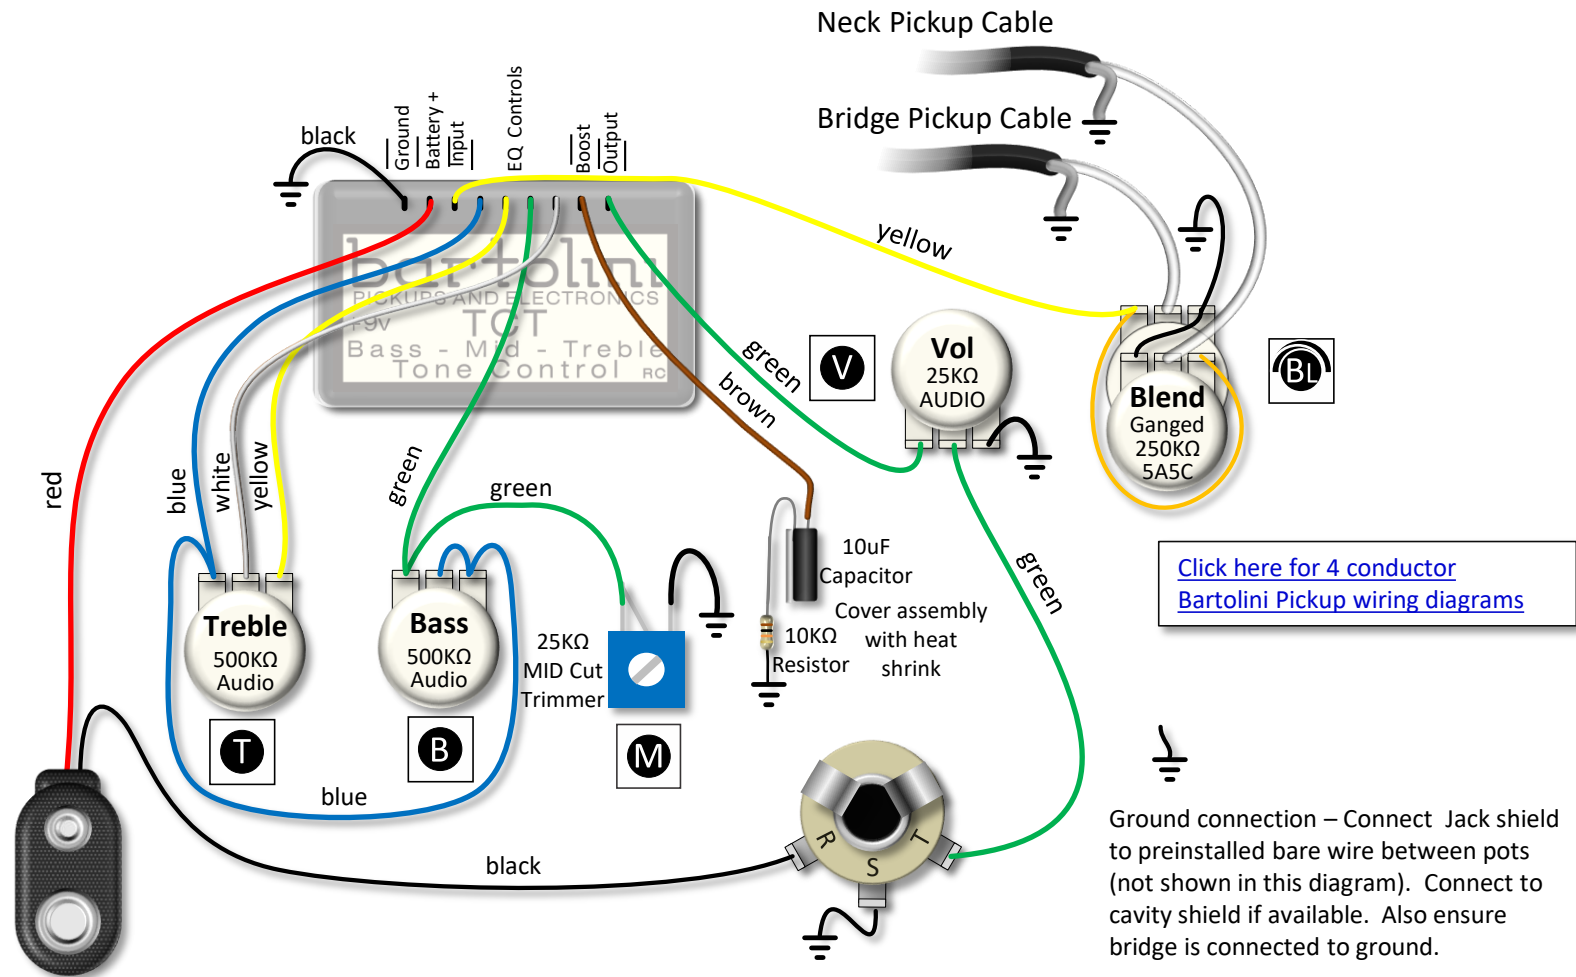 Neck Pickup Cable
Bridge Pickup Cable
black
Ground
Battery +
Input
EQ Controls
Boost
Output
bartolini
PICKUPS AND ELECTRONICS
+9v
TCT
Bass - Mid - Treble
Tone Control RC
yellow
green
brown
V
Vol
25KΩ
AUDIO
BL
Blend
Ganged
250KΩ
5A5C
red
blue
white
yellow
green
green
Treble
500KΩ
Audio
T
Bass
500KΩ
Audio
B
25KΩ
MID Cut
Trimmer
M
10uF
Capacitor
Cover assembly
with heat
shrink
10KΩ
Resistor
green
Click here for 4 conductor
Bartolini Pickup wiring diagrams
blue
black
R
S
T
Ground connection – Connect Jack shield
to preinstalled bare wire between pots
(not shown in this diagram). Connect to
cavity shield if available. Also ensure
bridge is connected to ground.